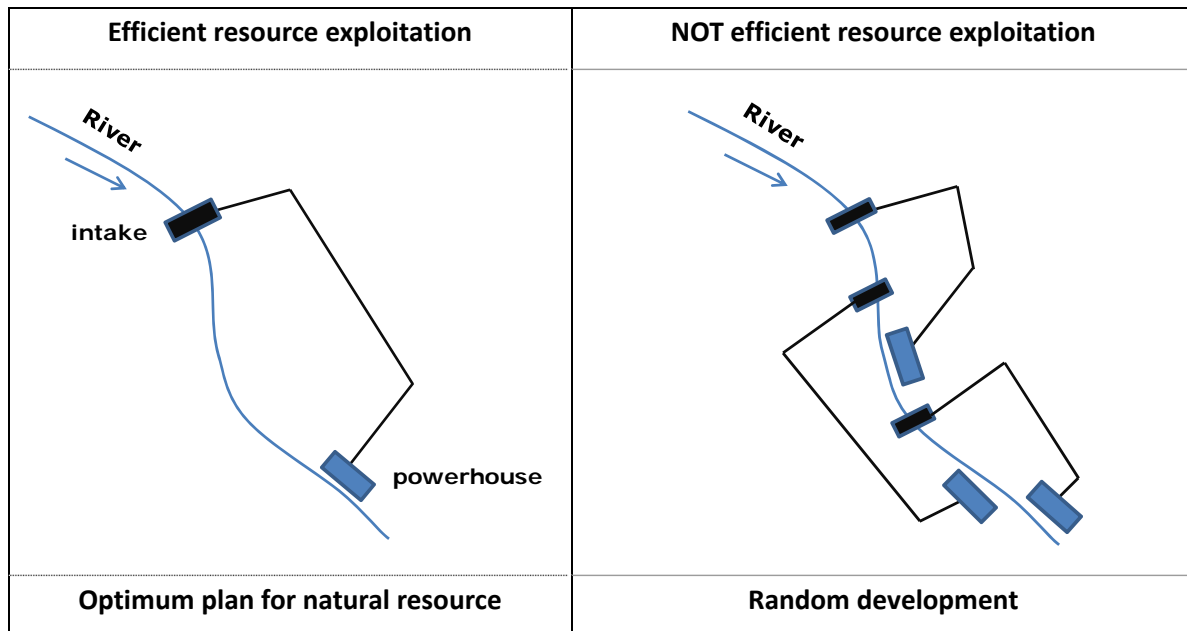 Efficient resource exploitation
NOT efficient resource exploitation
River
intake
powerhouse
River
Optimum plan for natural resource
Random development